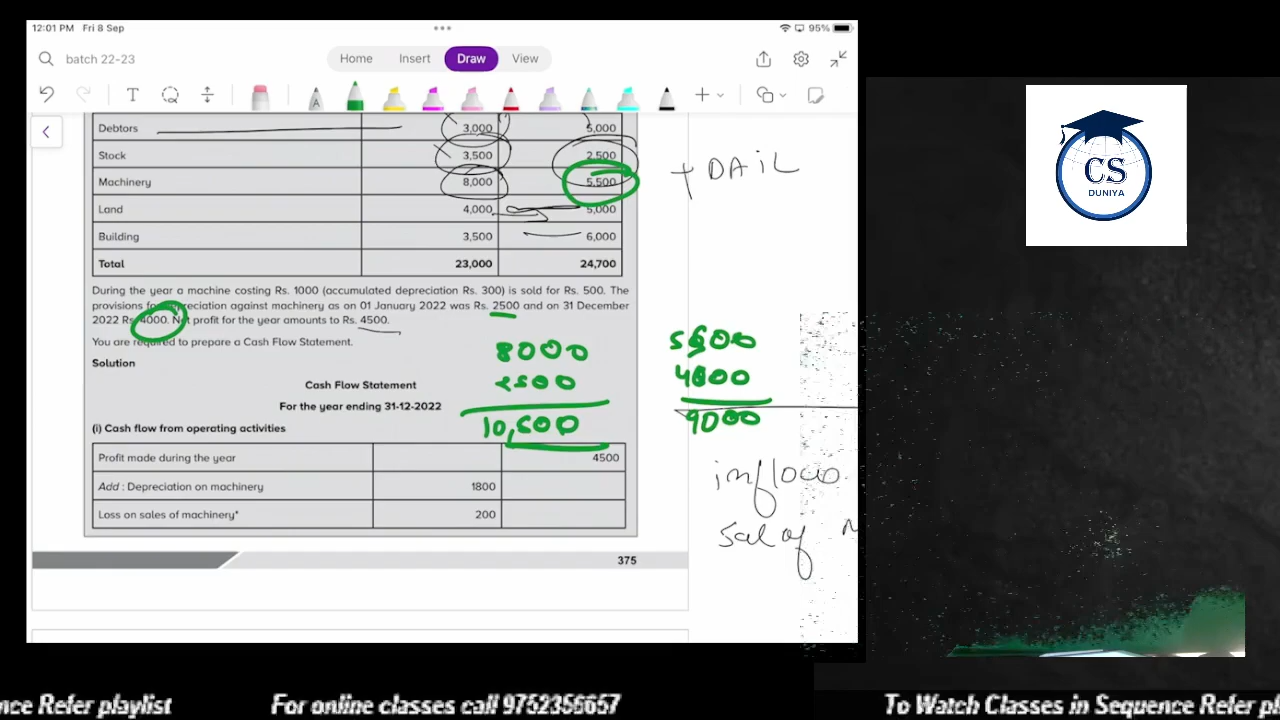 12:01 PM Fri 8 Sep
95%
batch 22-23
Home Insert Draw View
Debtors 3,000 5,000
Stock 3,500 2,500
Machinery 8,000 5,500
Land 4,000 5,000
Building 3,500 6,000
Total 23,000 24,700
+ DAIL
During the year a machine costing Rs. 1000 (accumulated depreciation Rs. 300) is sold for Rs. 500. The
provisions for depreciation against machinery as on 01 January 2022 was Rs. 2500 and on 31 December
2022 Rs 4000. Net profit for the year amounts to Rs. 4500.
You are required to prepare a Cash Flow Statement.
Solution
Cash Flow Statement
For the year ending 31-12-2022
8000
2500
10,500
9000
(i) Cash flow from operating activities
Profit made during the year 4500
Add : Depreciation on machinery 1800
Loss on sales of machinery* 200
inflow
Sal of
375
CS
DUNIYA
nce Refer playlist
For online classes call 9752356657
To Watch Classes in Sequence Refer